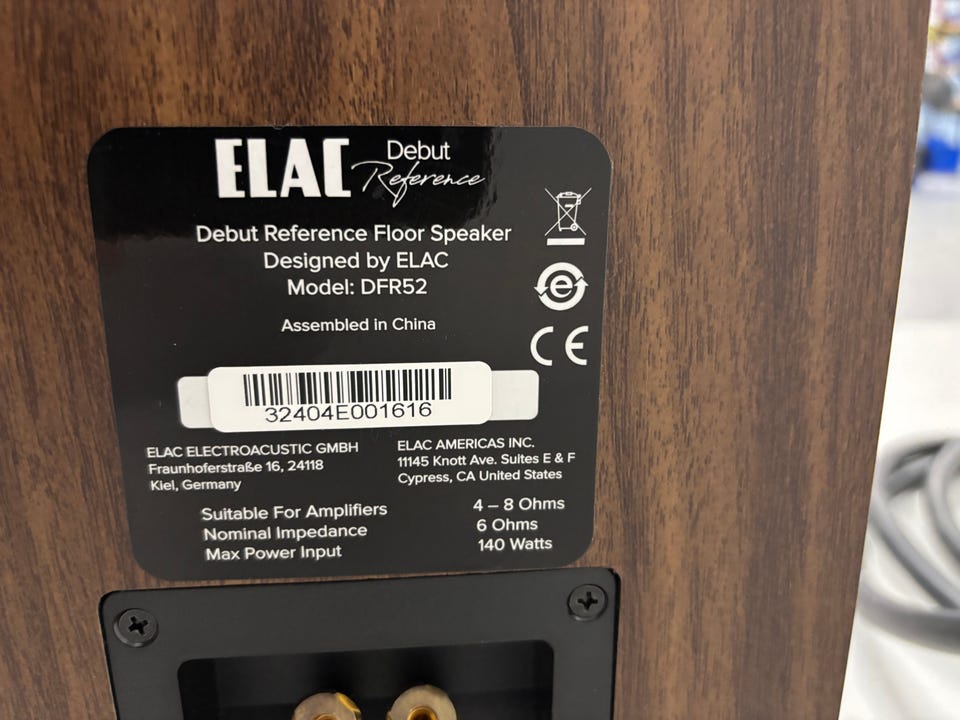 ELAC Debut
Reference
Debut Reference Floor Speaker
Designed by ELAC
Model: DFR52
Assembled in China
32404E001616
ELAC ELECTROACUSTIC GMBH
Fraunhoferstraße 16, 24118
Kiel, Germany
ELAC AMERICAS INC.
11145 Knott Ave. Suites E & F
Cypress, CA United States
Suitable For Amplifiers 4 – 8 Ohms
Nominal Impedance 6 Ohms
Max Power Input 140 Watts
e
CE